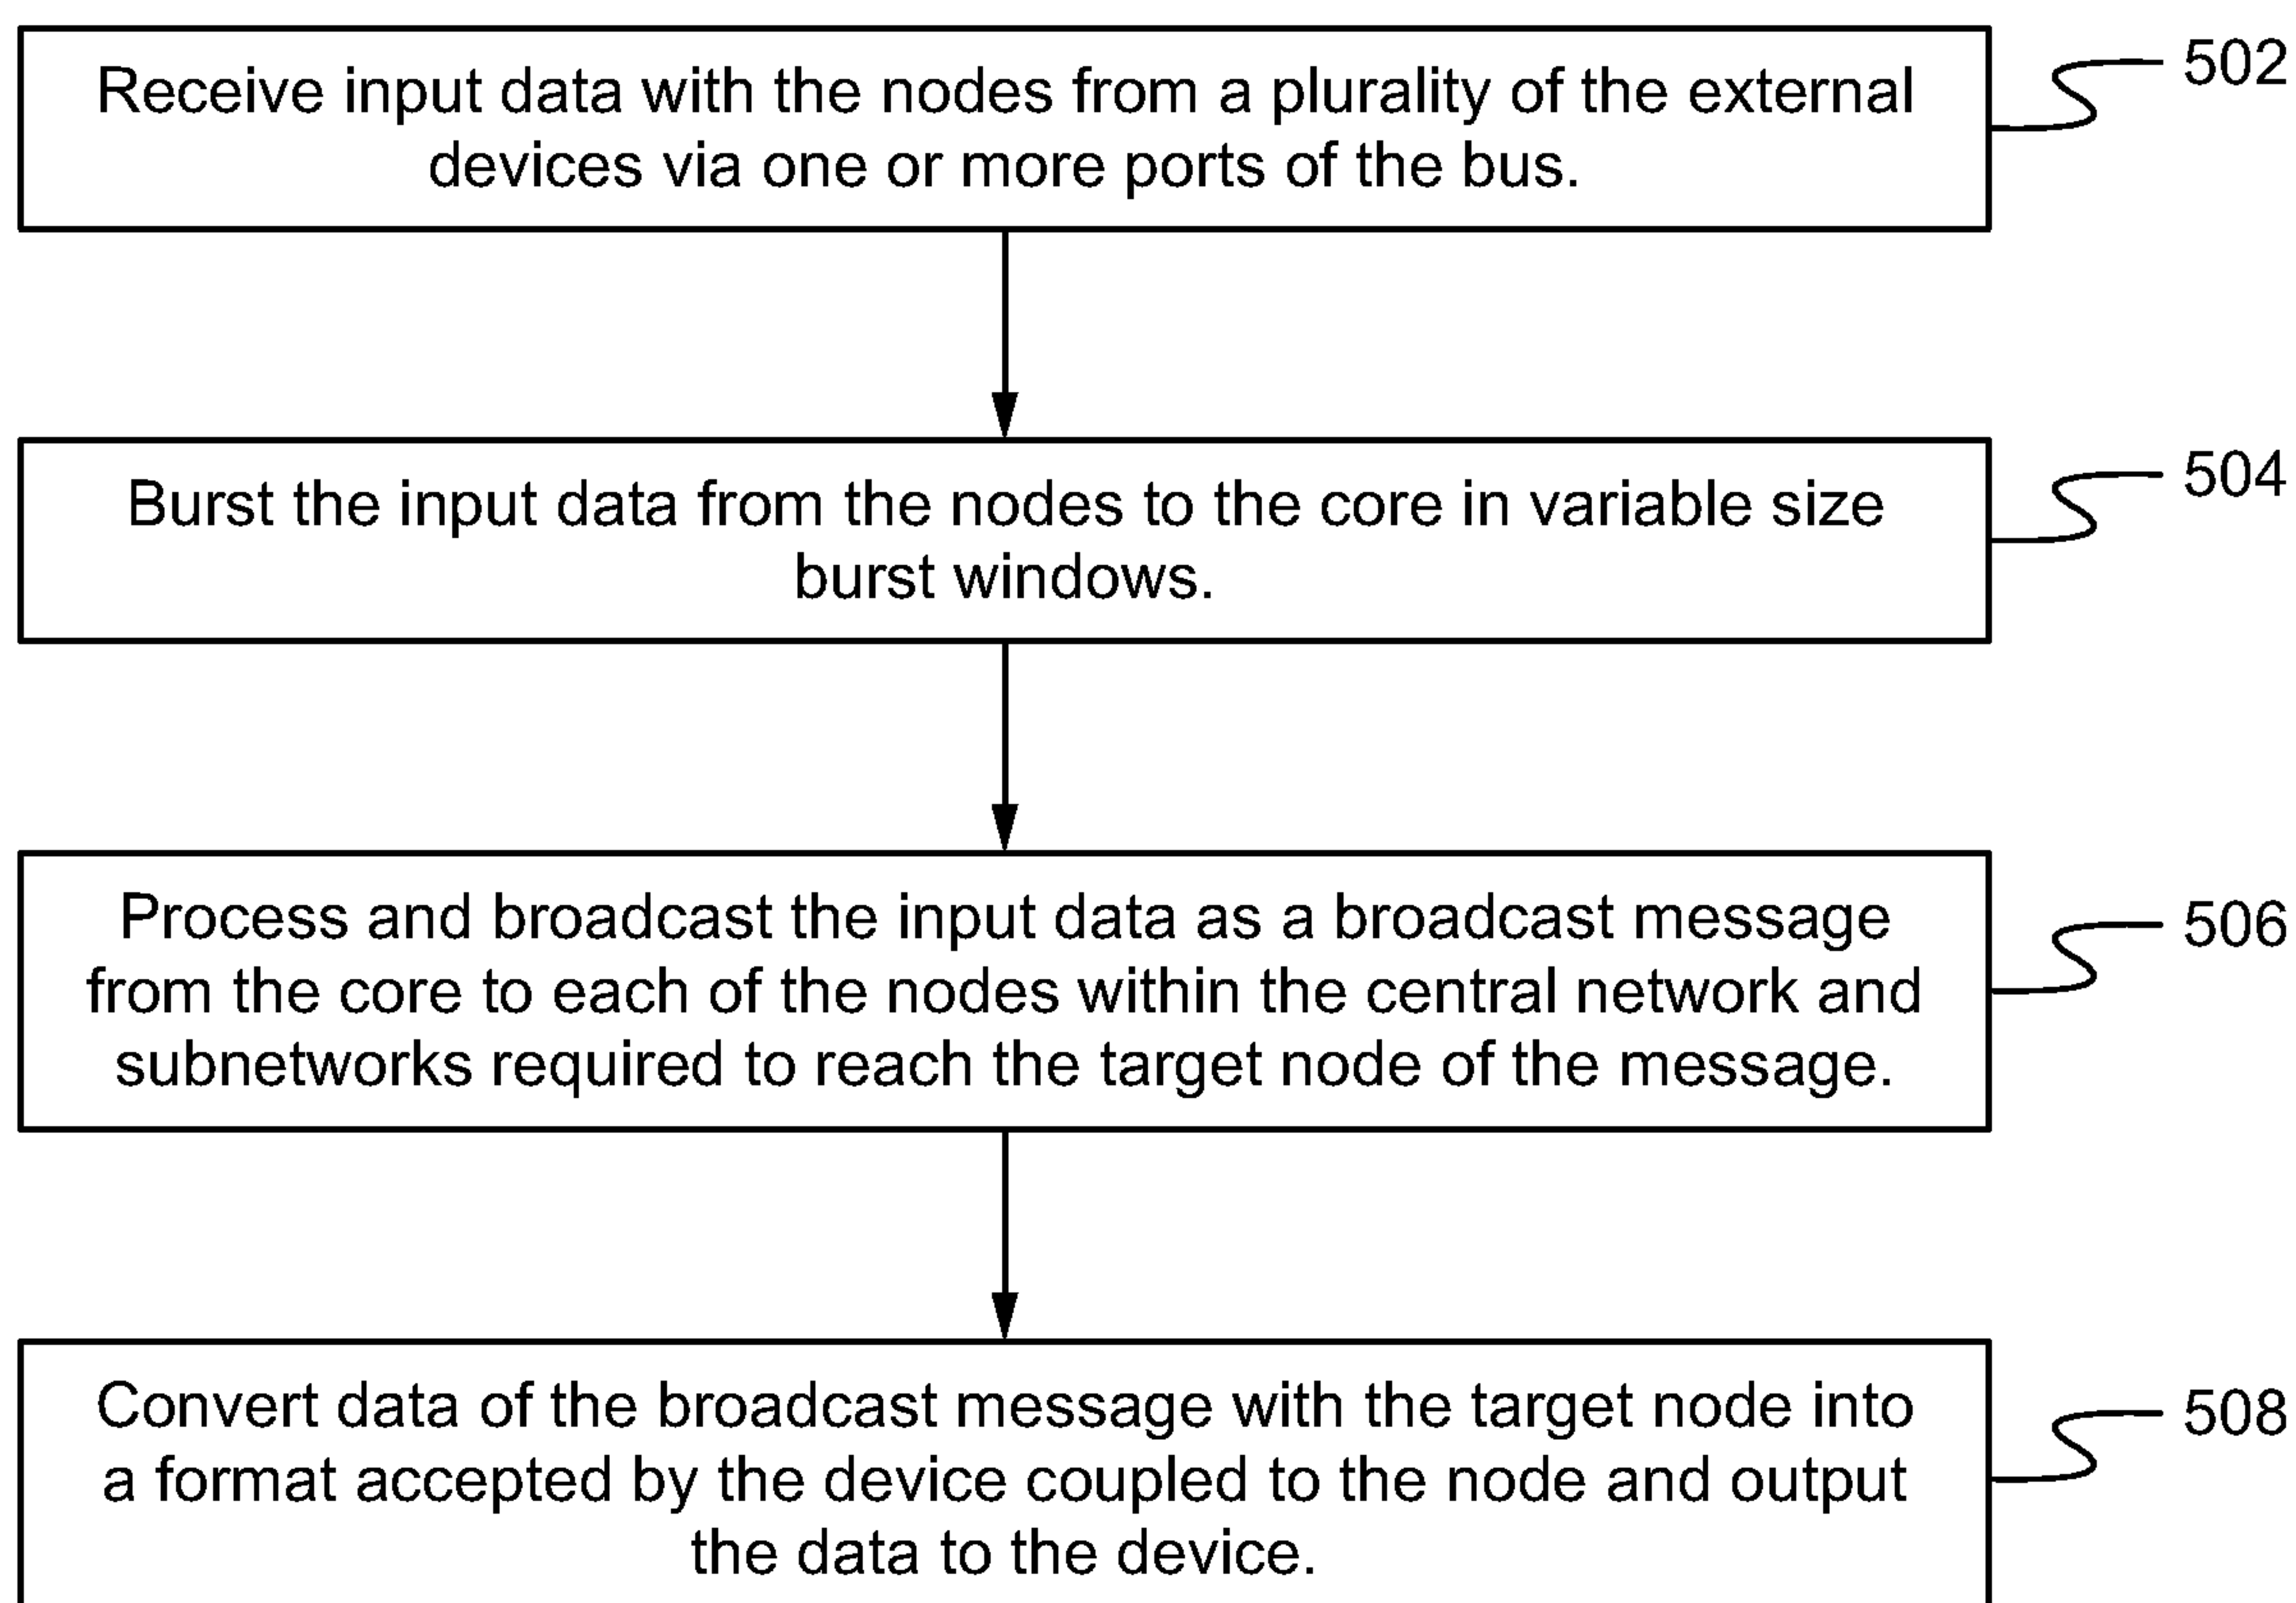 Receive input data with the nodes from a plurality of the external
devices via one or more ports of the bus.
502
Burst the input data from the nodes to the core in variable size
burst windows.
504
Process and broadcast the input data as a broadcast message
from the core to each of the nodes within the central network and
subnetworks required to reach the target node of the message.
506
Convert data of the broadcast message with the target node into
a format accepted by the device coupled to the node and output
the data to the device.
508